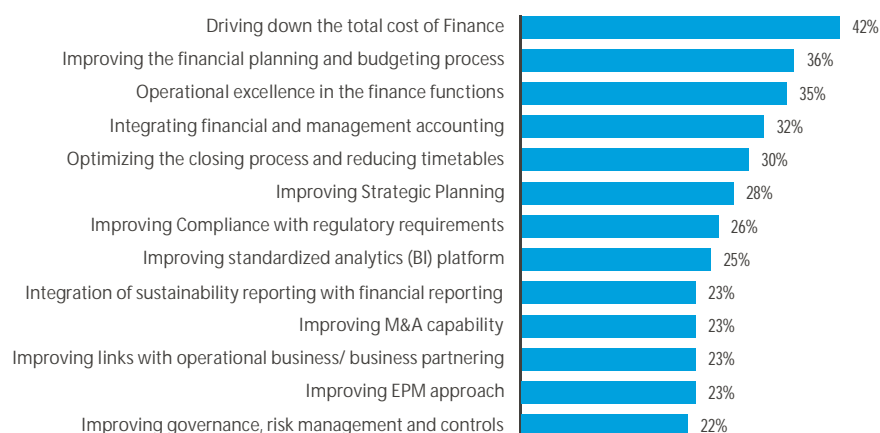 Driving down the total cost of Finance 42%
Improving the financial planning and budgeting process 36%
Operational excellence in the finance functions 35%
Integrating financial and management accounting 32%
Optimizing the closing process and reducing timetables 30%
Improving Strategic Planning 28%
Improving Compliance with regulatory requirements 26%
Improving standardized analytics (BI) platform 25%
Integration of sustainability reporting with financial reporting 23%
Improving M&A capability 23%
Improving links with operational business/ business partnering 23%
Improving EPM approach 23%
Improving governance, risk management and controls 22%